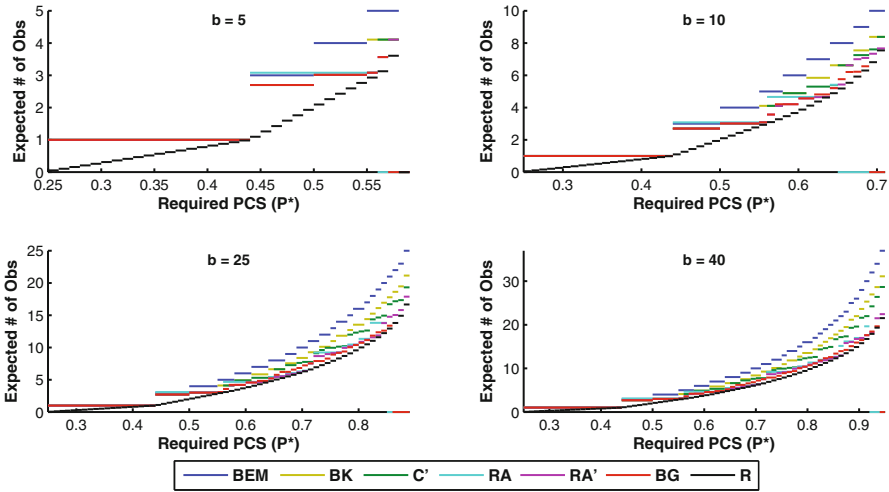 b = 5
Expected # of Obs
5
4
3
2
1
0
0.25 0.3 0.35 0.4 0.45 0.5 0.55
Required PCS (P*)
b = 10
Expected # of Obs
10
8
6
4
2
0
0.3 0.4 0.5 0.6 0.7
Required PCS (P*)
b = 25
Expected # of Obs
25
20
15
10
5
0
0.3 0.4 0.5 0.6 0.7 0.8
Required PCS (P*)
b = 40
Expected # of Obs
30
20
10
0
0.3 0.4 0.5 0.6 0.7 0.8 0.9
Required PCS (P*)
BEM BK C' RA RA' BG R